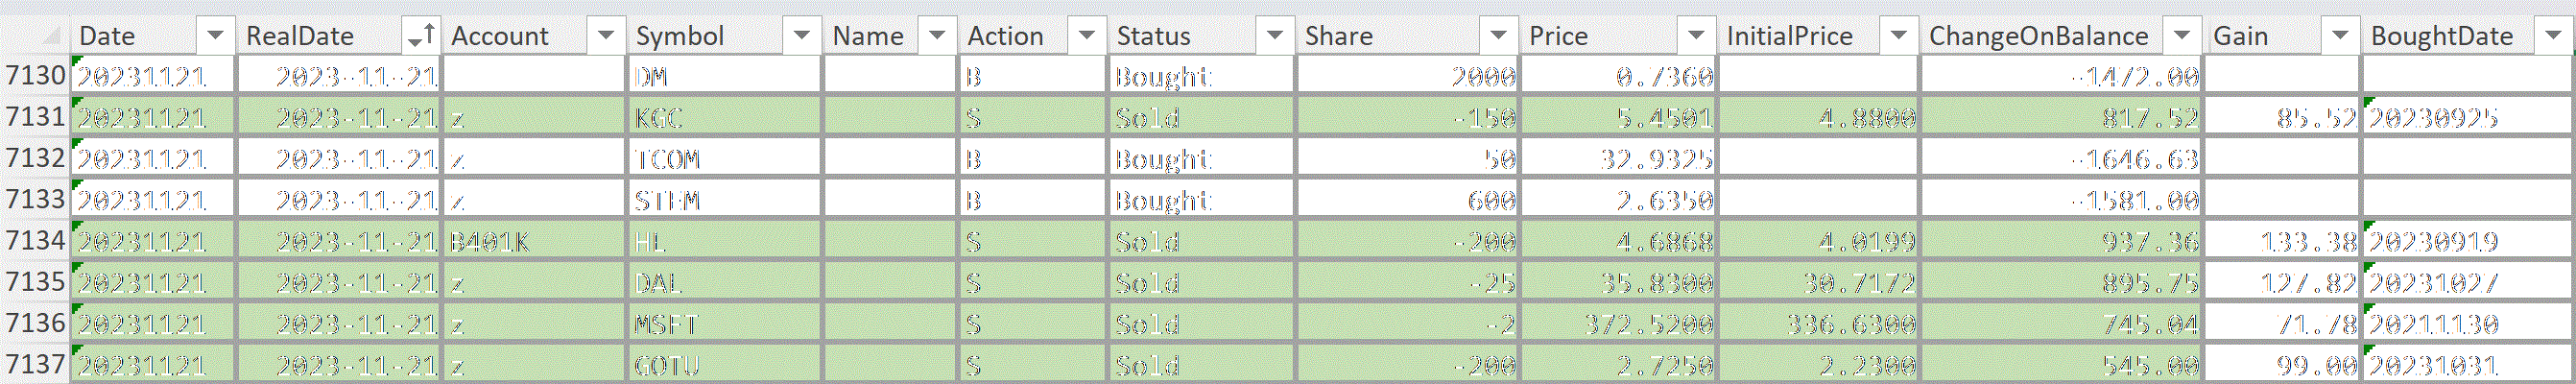 Date RealDate Account Symbol Name Action Status Share Price InitialPrice ChangeOnBalance Gain BoughtDate
7130 20231121 2023-11-21 DM B Bought 2000 0.7360 -1472.00
7131 20231121 2023-11-21 z KGC S Sold -150 5.4501 4.8800 817.52 85.52 20230925
7132 20231121 2023-11-21 z TCOM B Bought 50 32.9325 -1646.63
7133 20231121 2023-11-21 z STEM B Bought 600 2.6350 -1581.00
7134 20231121 2023-11-21 B401K HL S Sold -200 4.6868 4.0199 937.36 133.38 20230919
7135 20231121 2023-11-21 z DAL S Sold -25 35.8300 30.7172 895.75 127.82 20231027
7136 20231121 2023-11-21 z MSFT S Sold -2 372.5200 336.6300 745.04 71.78 20211130
7137 20231121 2023-11-21 z GOTU S Sold -200 2.7250 2.2300 545.00 99.00 20231031